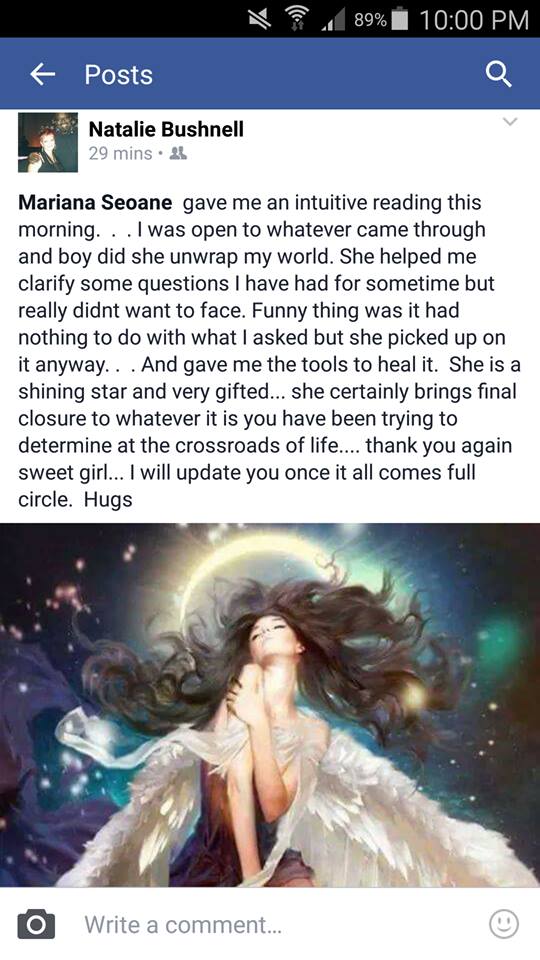 89% 10:00 PM
Posts
Natalie Bushnell
29 mins •
Mariana Seoane gave me an intuitive reading this
morning. . . I was open to whatever came through
and boy did she unwrap my world. She helped me
clarify some questions I have had for sometime but
really didnt want to face. Funny thing was it had
nothing to do with what I asked but she picked up on
it anyway. . . And gave me the tools to heal it. She is a
shining star and very gifted... she certainly brings final
closure to whatever it is you have been trying to
determine at the crossroads of life.... thank you again
sweet girl... I will update you once it all comes full
circle. Hugs
Write a comment...